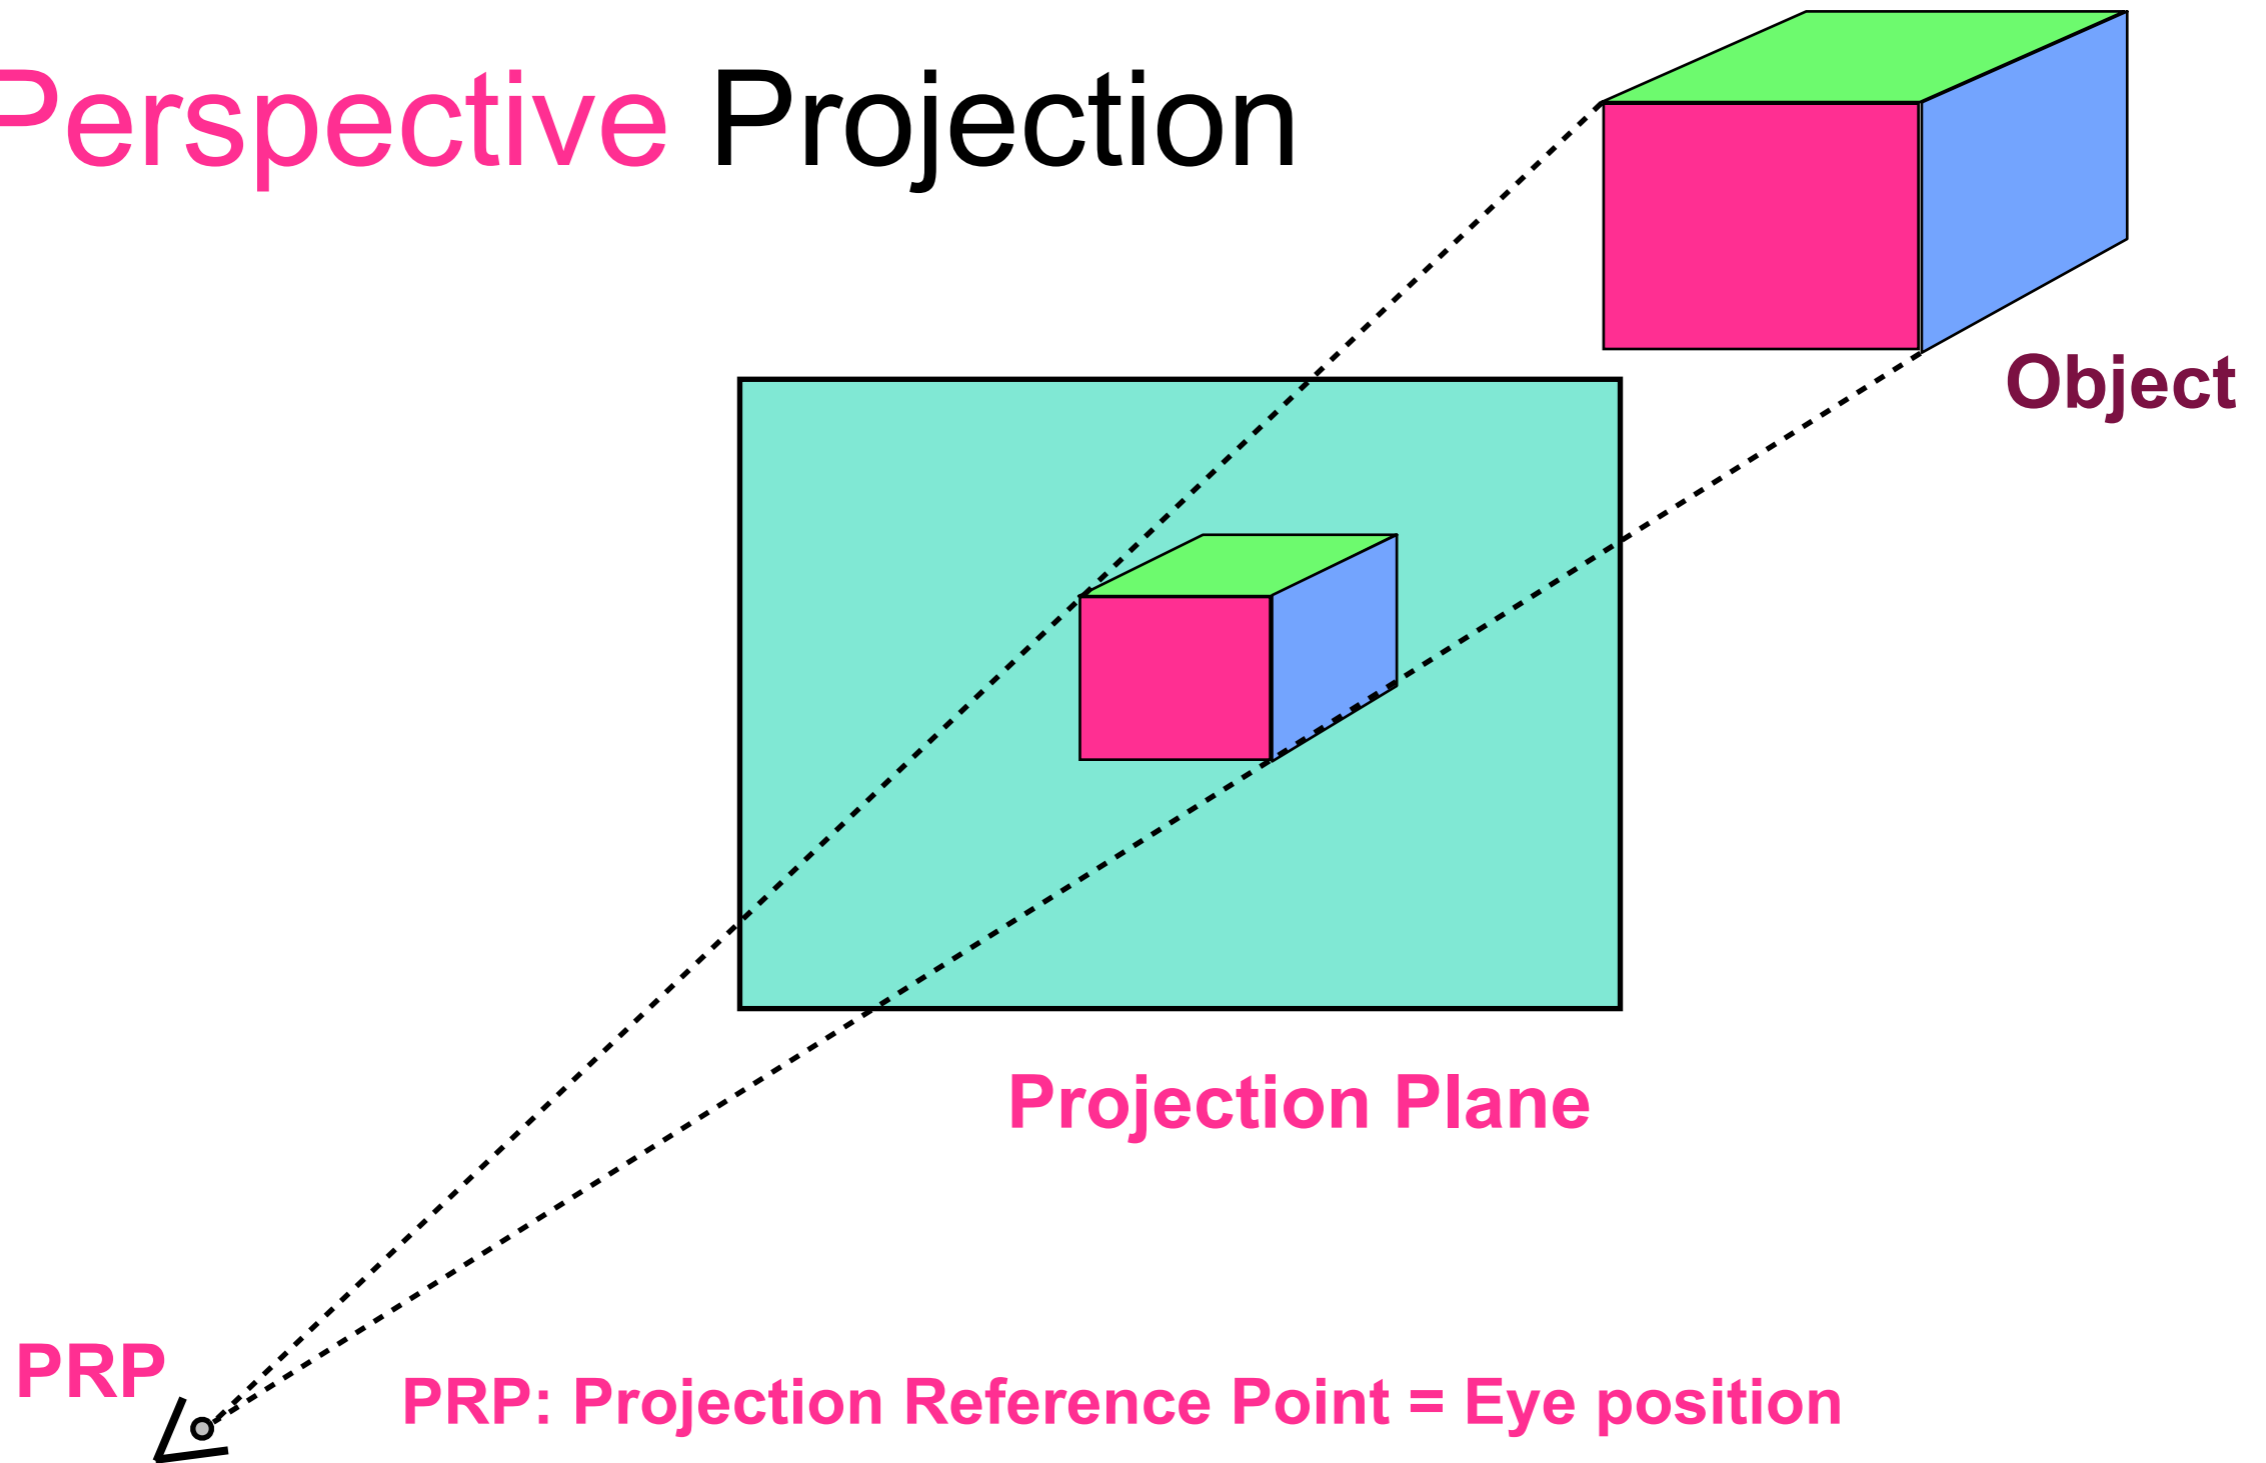 Perspective Projection
Object
Projection Plane
PRP
PRP: Projection Reference Point = Eye position